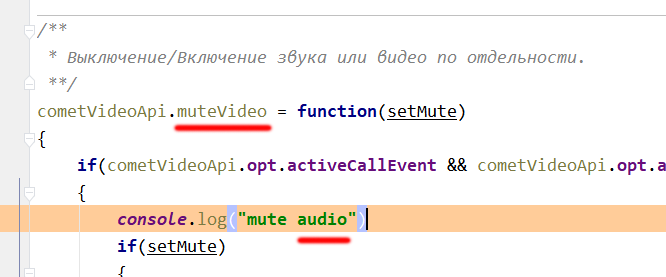 /**
* Выключение/Включение звука или видео по отдельности.
**/
cometVideoApi.muteVideo = function(setMute)
{
if(cometVideoApi.opt.activeCallEvent && cometVideoApi.opt.a
{
console.log("mute audio")
if(setMute)
{